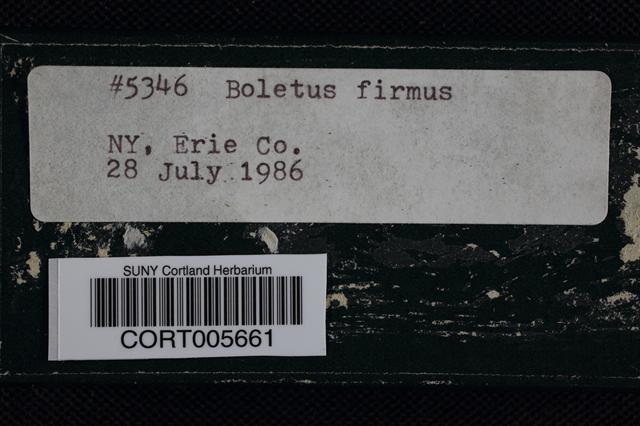 #5346 Boletus firmus
NY, Erie Co.
28 July 1986
SUNY Cortland Herbarium
CORT005661